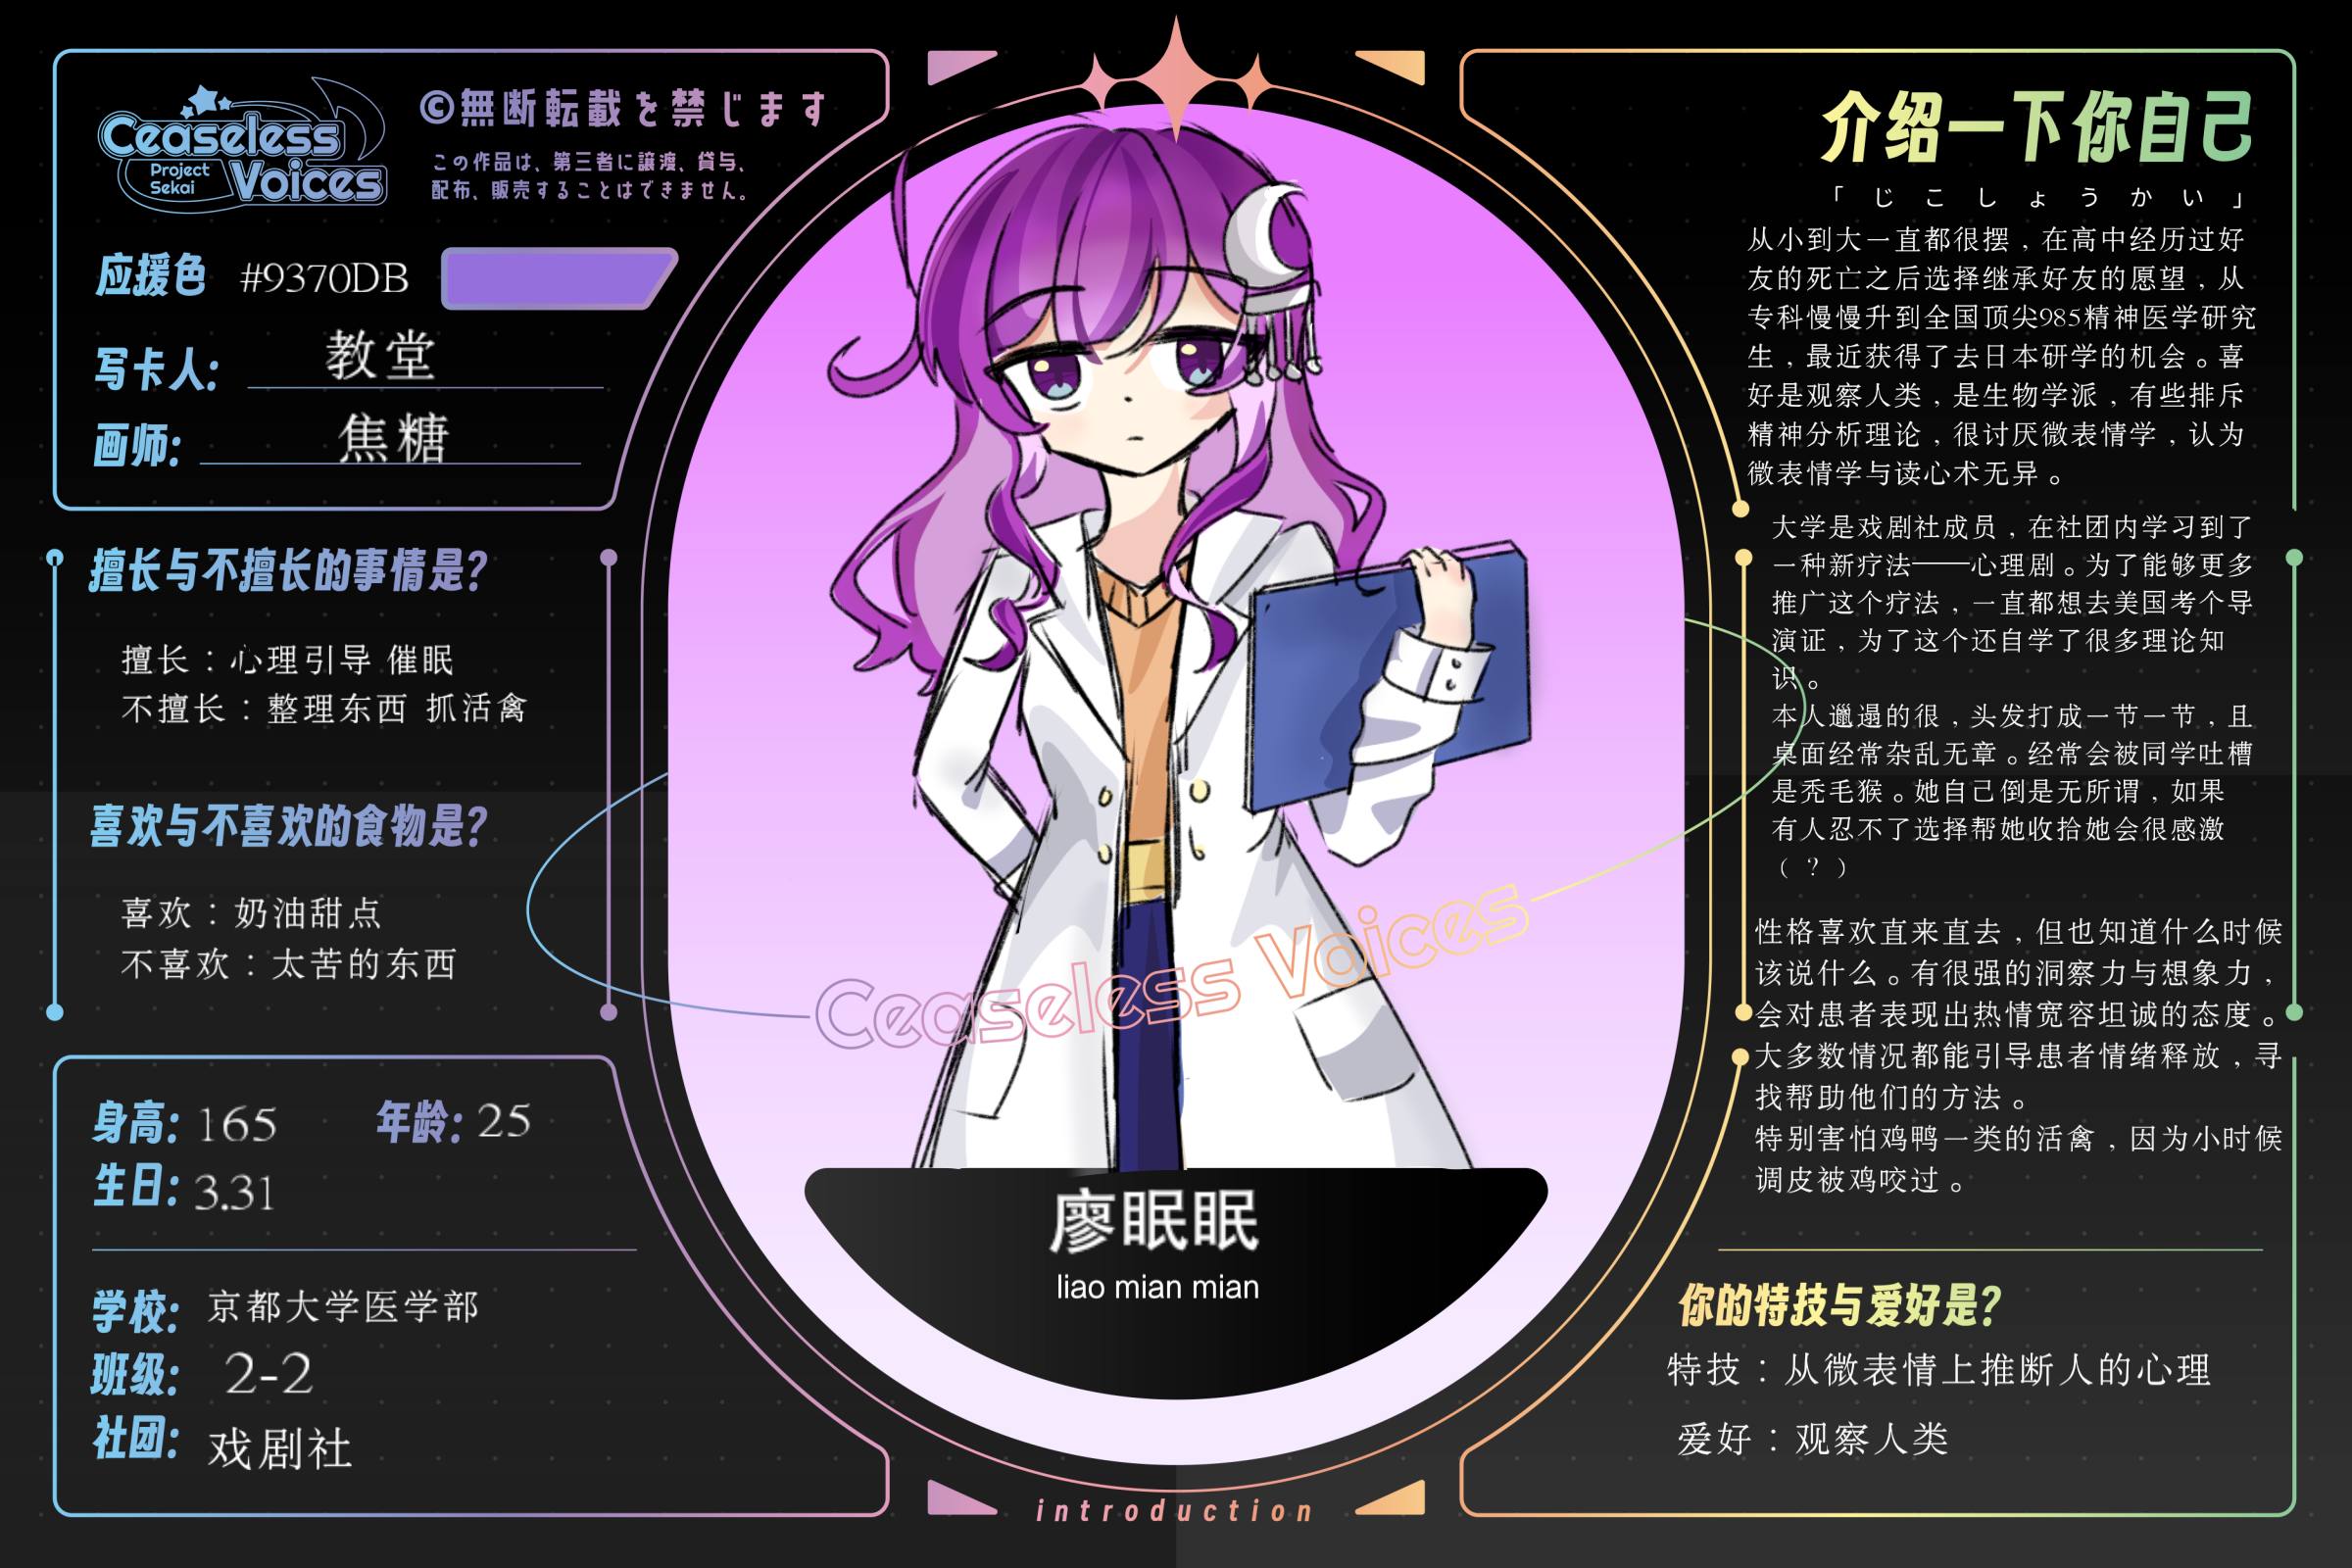 Ceaseless
Project
Sekai
Voices
©無断転載を禁じます
この作品は、第三者に譲渡、貸与、
配布、販売することはできません。
应援色 #9370DB
写卡人: 教堂
画师: 焦糖
擅长与不擅长的事情是?
擅长：心理引导 催眠
不擅长：整理东西 抓活禽
喜欢与不喜欢的食物是?
喜欢：奶油甜点
不喜欢：太苦的东西
身高: 165 年龄: 25
生日: 3.31
学校: 京都大学医学部
班级: 2-2
社团: 戏剧社
Ceaseless Voices
廖眠眠
liao mian mian
introduction
介绍一下你自己
「じこしょうかい」
从小到大一直都很摆，在高中经历过好
友的死亡之后选择继承好友的愿望，从
专科慢慢升到全国顶尖985精神医学研究
生，最近获得了去日本研学的机会。喜
好是观察人类，是生物学派，有些排斥
精神分析理论，很讨厌微表情学，认为
微表情学与读心术无异。
大学是戏剧社成员，在社团内学习到了
一种新疗法——心理剧。为了能够更多
推广这个疗法，一直都想去美国考个导
演证，为了这个还自学了很多理论知
识。
本人邋遢的很，头发打成一节一节，且
桌面经常杂乱无章。经常会被同学吐槽
是秃毛猴。她自己倒是无所谓，如果
有人忍不了选择帮她收拾她会很感激
（？）
性格喜欢直来直去，但也知道什么时候
该说什么。有很强的洞察力与想象力，
会对患者表现出热情宽容坦诚的态度。
大多数情况都能引导患者情绪释放，寻
找帮助他们的方法。
特别害怕鸡鸭一类的活禽，因为小时候
调皮被鸡咬过。
你的特技与爱好是?
特技：从微表情上推断人的心理
爱好：观察人类